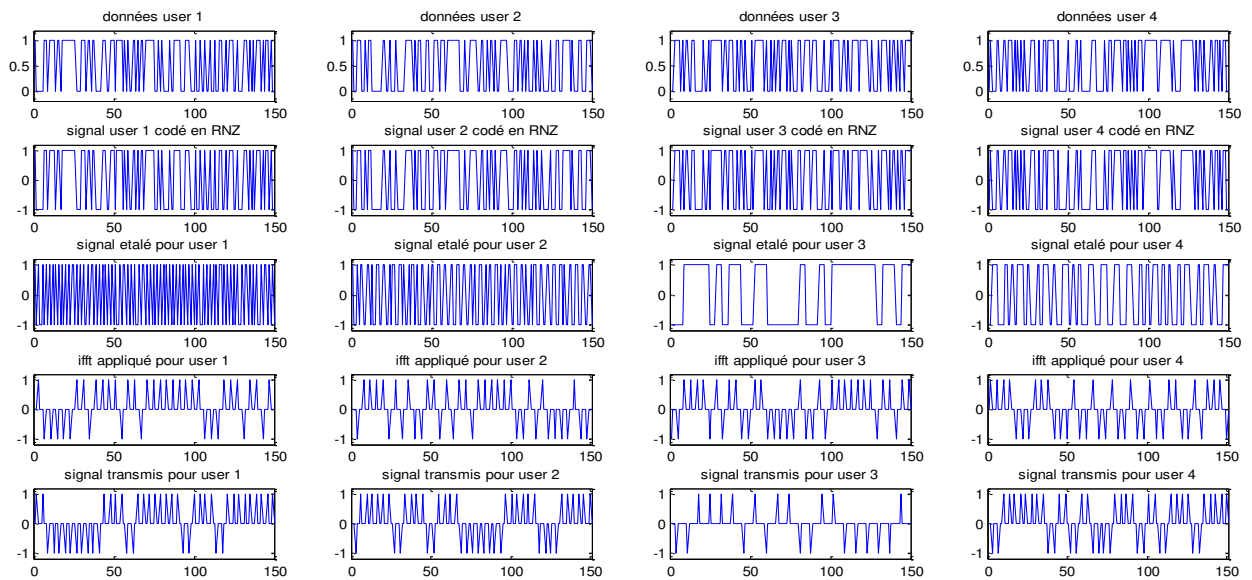 données user 1
données user 2
données user 3
données user 4
1
0.5
0
0 50 100 150
1
0.5
0
0 50 100 150
1
0.5
0
0 50 100 150
1
0.5
0
0 50 100 150
signal user 1 codé en RNZ
signal user 2 codé en RNZ
signal user 3 codé en RNZ
signal user 4 codé en RNZ
1
0
-1
0 50 100 150
1
0
-1
0 50 100 150
1
0
-1
0 50 100 150
1
0
-1
0 50 100 150
signal etalé pour user 1
signal etalé pour user 2
signal etalé pour user 3
signal etalé pour user 4
1
0
-1
0 50 100 150
1
0
-1
0 50 100 150
1
0
-1
0 50 100 150
1
0
-1
0 50 100 150
ifft appliqué pour user 1
ifft appliqué pour user 2
ifft appliqué pour user 3
ifft appliqué pour user 4
1
0
-1
0 50 100 150
1
0
-1
0 50 100 150
1
0
-1
0 50 100 150
1
0
-1
0 50 100 150
signal transmis pour user 1
signal transmis pour user 2
signal transmis pour user 3
signal transmis pour user 4
1
0
-1
0 50 100 150
1
0
-1
0 50 100 150
1
0
-1
0 50 100 150
1
0
-1
0 50 100 150